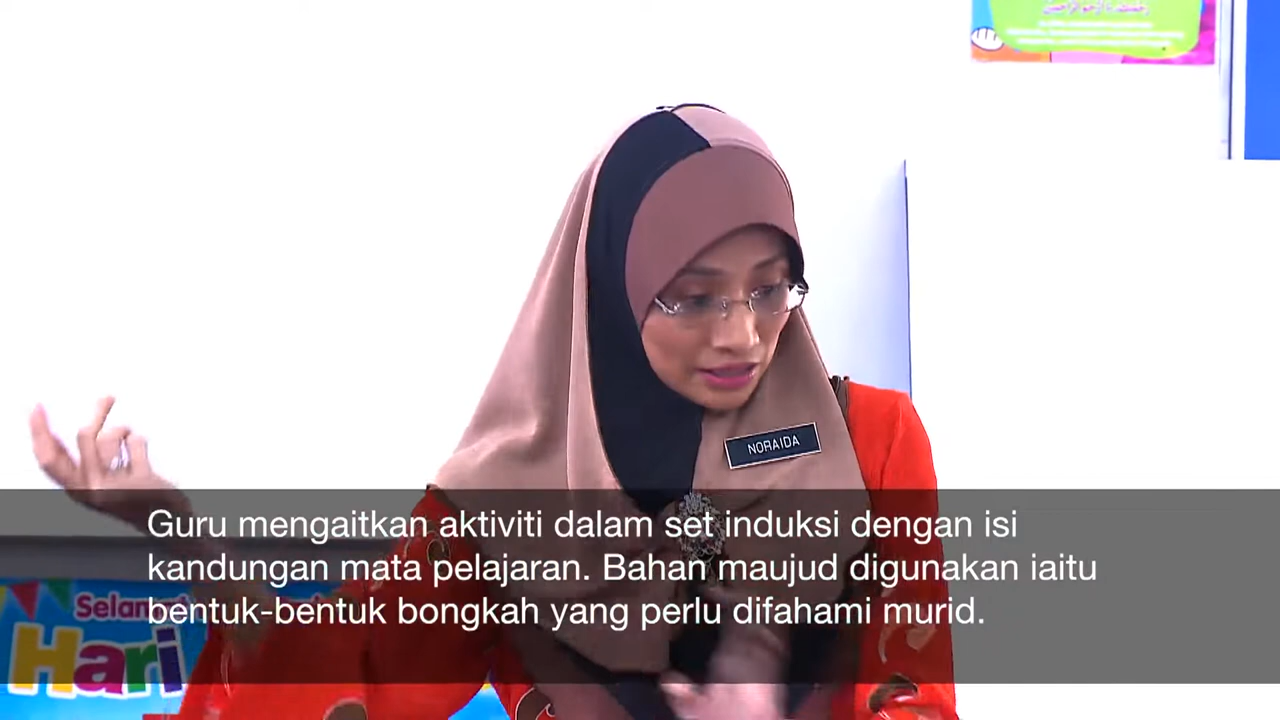 NORAIDA
Guru mengaitkan aktiviti dalam set induksi dengan isi
kandungan mata pelajaran. Bahan maujud digunakan iaitu
bentuk-bentuk bongkah yang perlu difahami murid.
Selamat
Hari